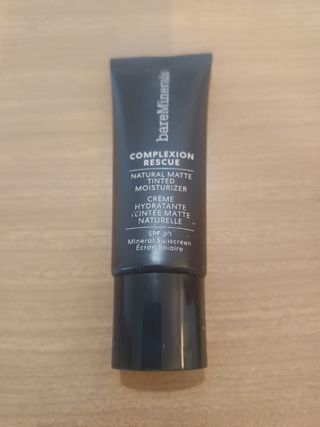 bareMinerals
COMPLEXION
RESCUE
NATURAL MATTE
TINTED
MOISTURIZER
CRÈME
HYDRATANTE
TEINTÉE MATTE
NATURELLE
SPF 30
Mineral Sunscreen
Écran Solaire